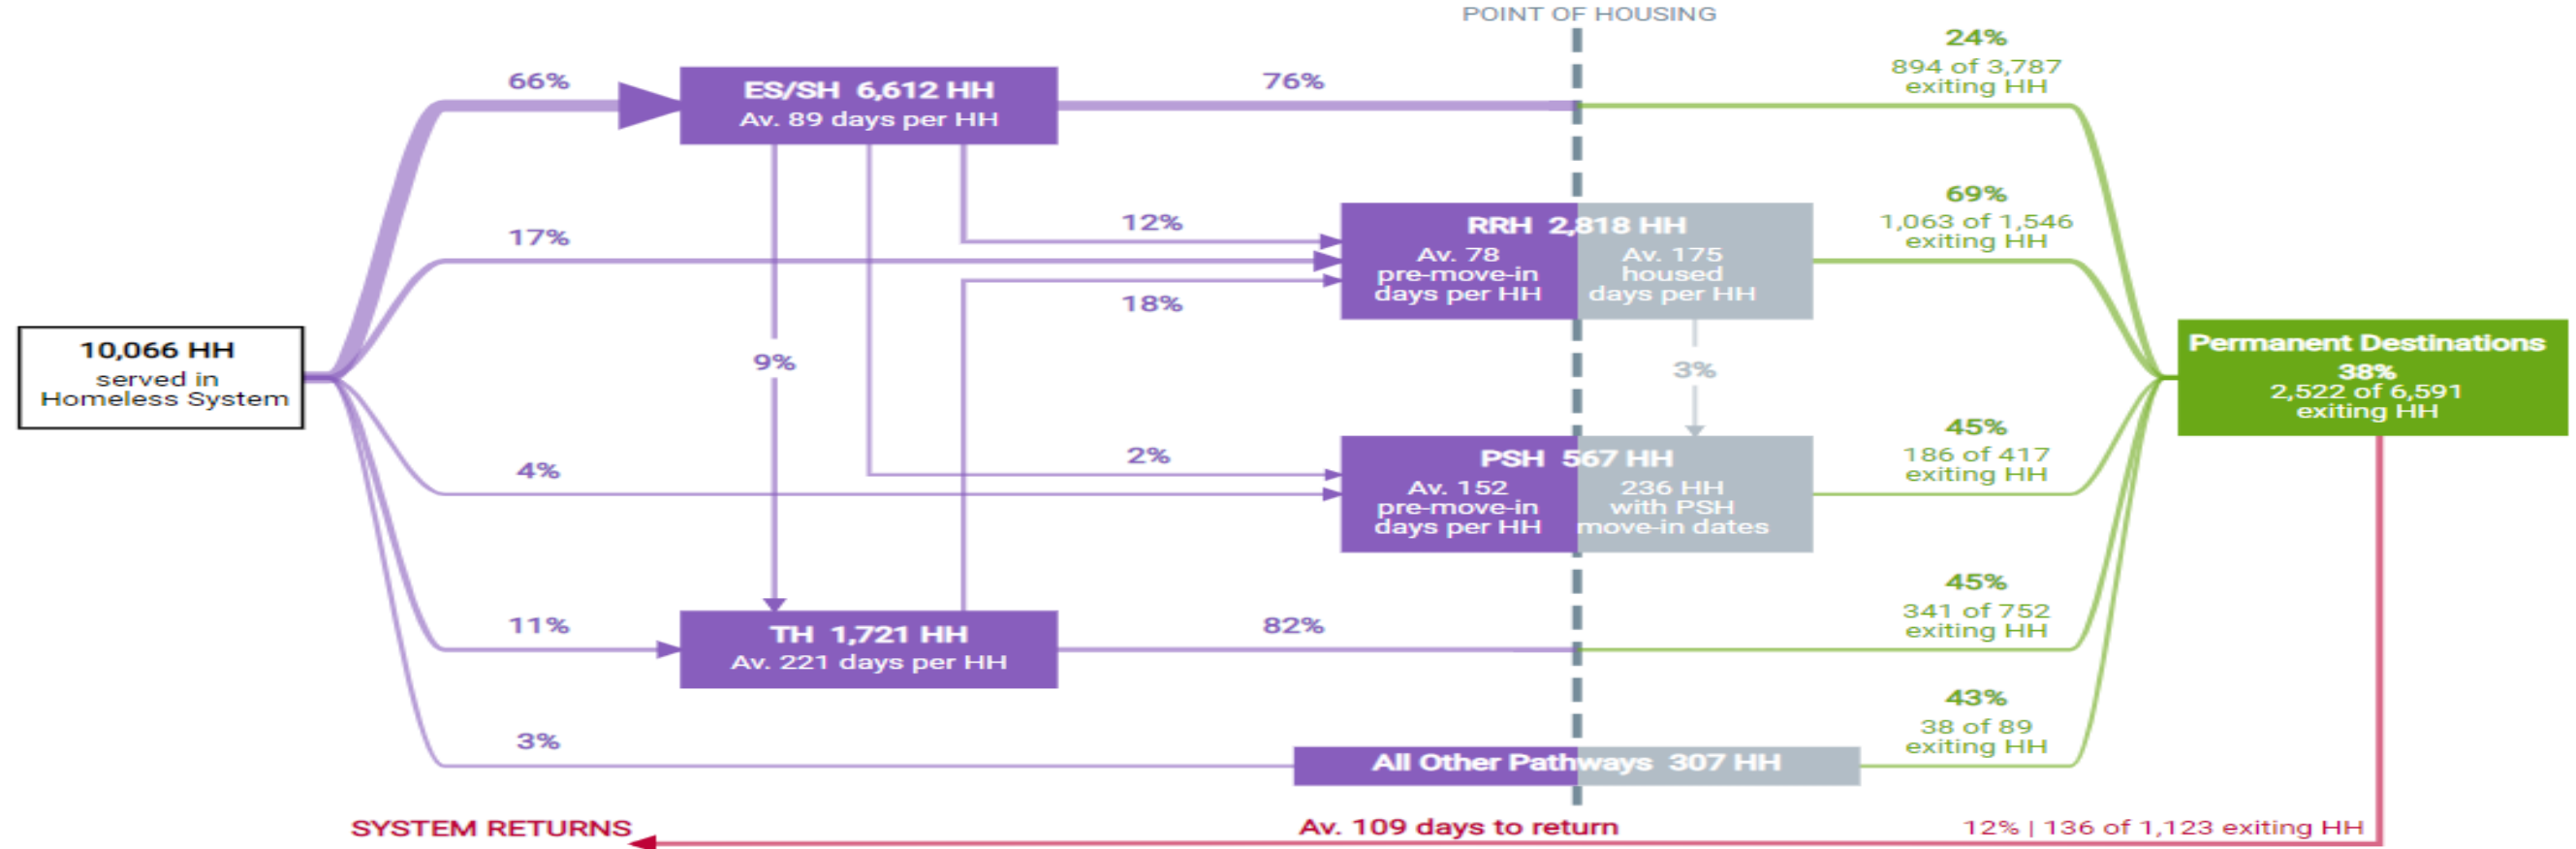 POINT OF HOUSING
66%
ES/SH 6,612 HH
Av. 89 days per HH
76%
24%
894 of 3,787
exiting HH
17%
12%
18%
RRH 2,818 HH
Av. 78
pre-move-in
days per HH
Av. 175
housed
days per HH
69%
1,063 of 1,546
exiting HH
10,066 HH
served in
Homeless System
9%
3%
Permanent Destinations
38%
2,522 of 6,591
exiting HH
4%
2%
PSH 567 HH
Av. 152
pre-move-in
days per HH
236 HH
with PSH
move-in dates
45%
186 of 417
exiting HH
11%
TH 1,721 HH
Av. 221 days per HH
82%
45%
341 of 752
exiting HH
3%
All Other Pathways 307 HH
43%
38 of 89
exiting HH
SYSTEM RETURNS
Av. 109 days to return
12% | 136 of 1,123 exiting HH